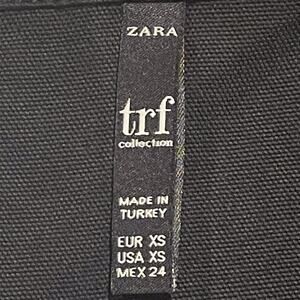 ZARA
trf
collection
MADE IN
TURKEY
EUR XS
USA XS
MEX 24